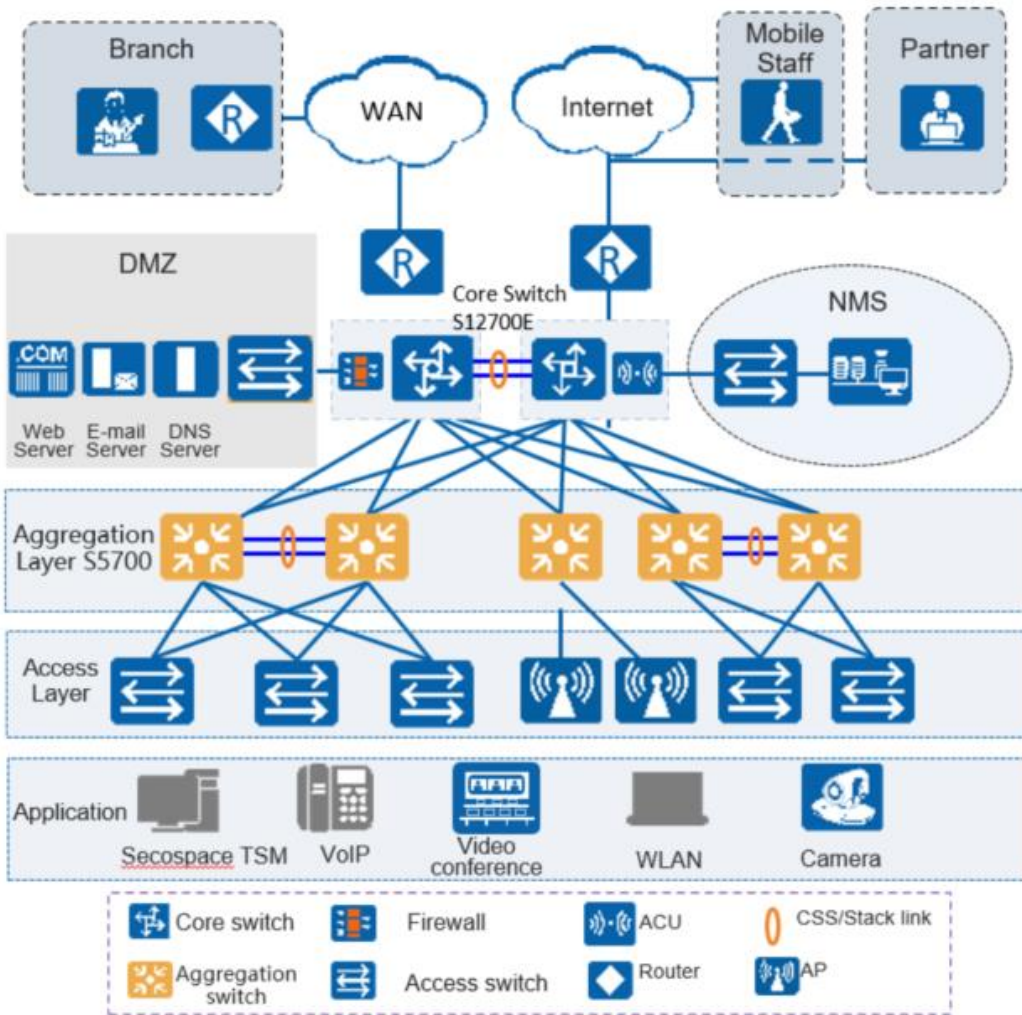 Branch
WAN
Internet
Mobile
Staff
Partner
R
R
R
DMZ
Core Switch
S12700E
NMS
.COM
Web
Server
E-mail
Server
DNS
Server
Aggregation
Layer S5700
Access
Layer
Application
Secospace TSM
VoIP
Video
conference
WLAN
Camera
Core switch
Firewall
ACU
CSS/Stack link
Aggregation
switch
Access switch
Router
AP